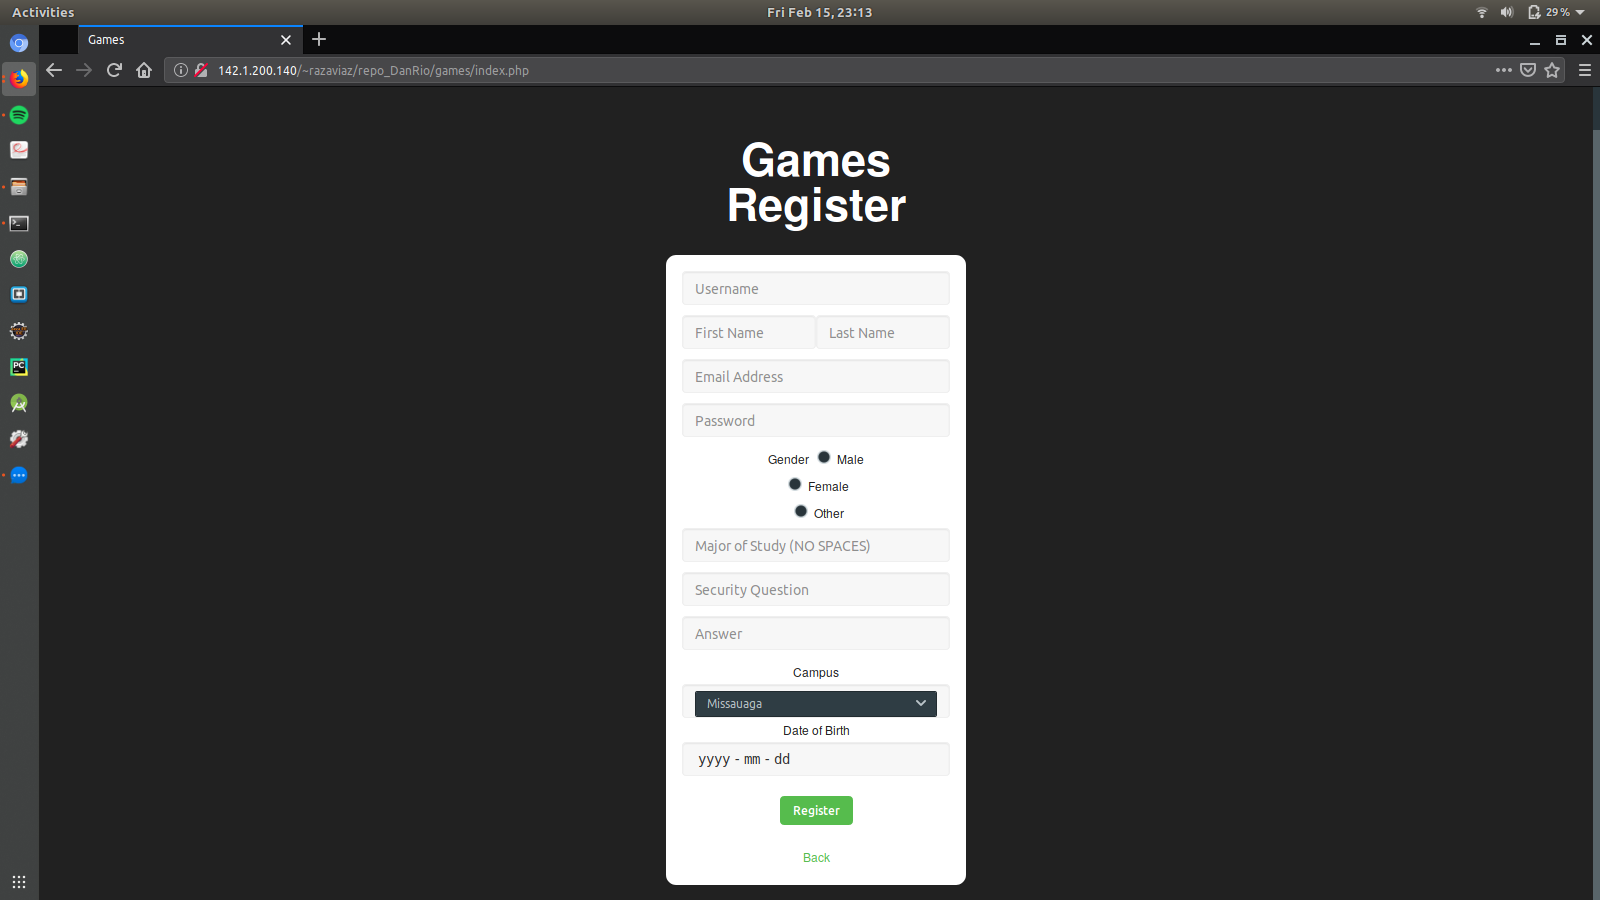 Activities
Fri Feb 15, 23:13
29 %
Games
142.1.200.140/~razaviaz/repo_DanRio/games/index.php
Games
Register
Username
First Name Last Name
Email Address
Password
Gender Male
Female
Other
Major of Study (NO SPACES)
Security Question
Answer
Campus
Missauaga
Date of Birth
yyyy - mm - dd
Register
Back
PC